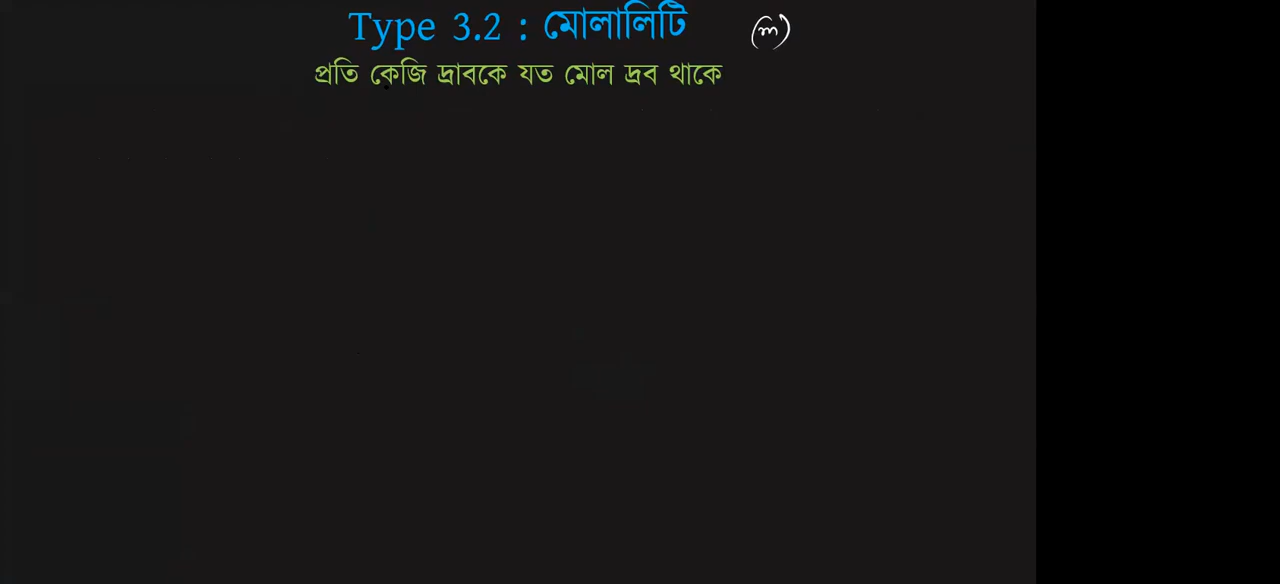 Type 3.2 : মোলালিটি (m)
প্রতি কেজি দ্রাবকে যত মোল দ্রব থাকে